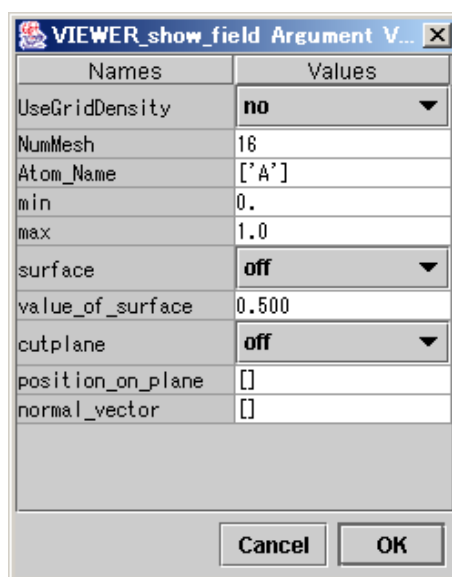 VIEWER_show_field Argument V...
Names Values
UseGridDensity no
NumMesh 16
Atom_Name ['A']
min 0.
max 1.0
surface off
value_of_surface 0.500
cutplane off
position_on_plane []
normal_vector []
Cancel OK